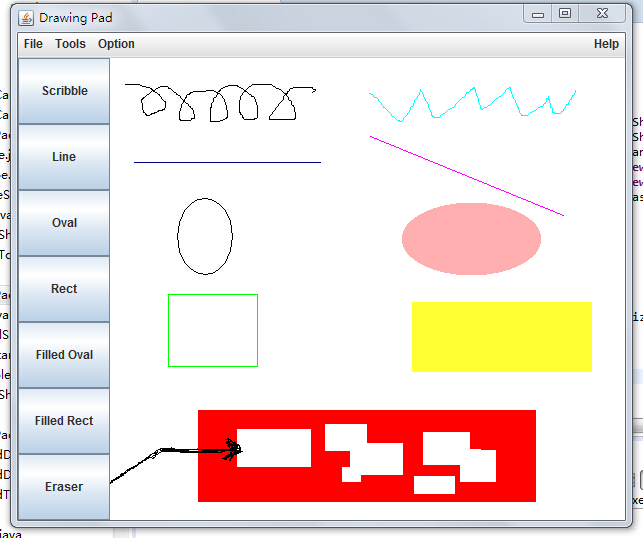 Drawing Pad
File Tools Option Help
Scribble
Line
Oval
Rect
Filled Oval
Filled Rect
Eraser